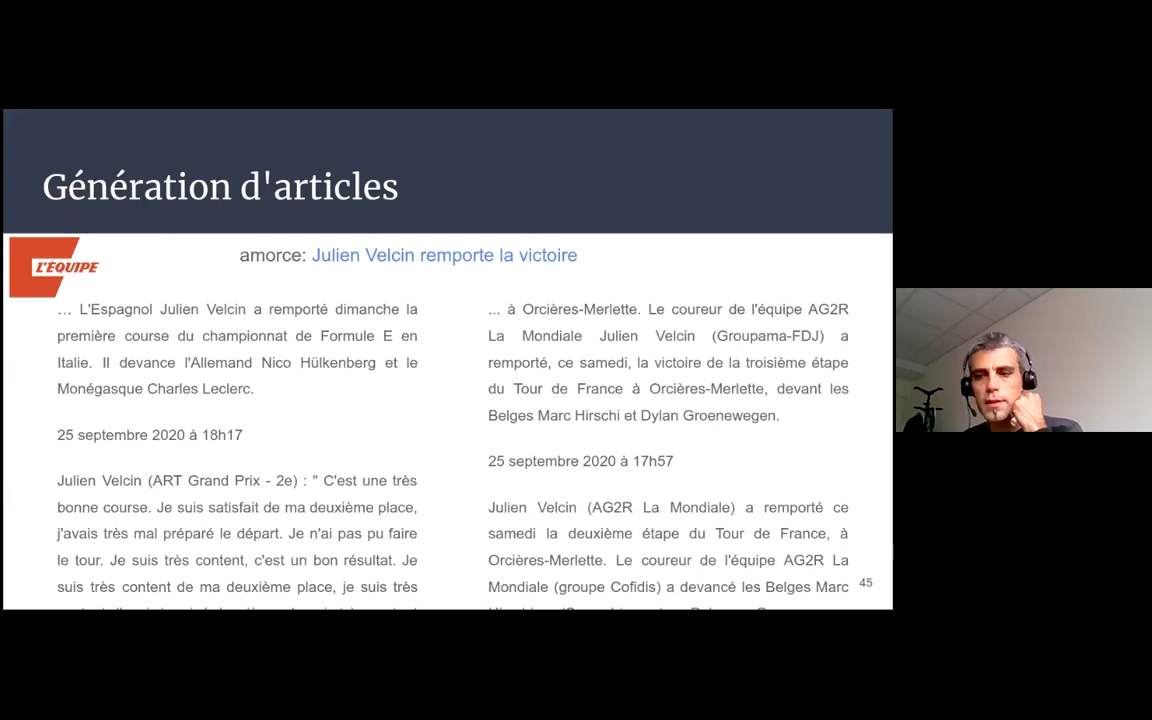 Génération d'articles
L'ÉQUIPE
amorce: Julien Velcin remporte la victoire
... L'Espagnol Julien Velcin a remporté dimanche la
première course du championnat de Formule E en
Italie. Il devance l'Allemand Nico Hülkenberg et le
Monégasque Charles Leclerc.
25 septembre 2020 à 18h17
Julien Velcin (ART Grand Prix - 2e) : " C'est une très
bonne course. Je suis satisfait de ma deuxième place,
j'avais très mal préparé le départ. Je n'ai pas pu faire
le tour. Je suis très content, c'est un bon résultat. Je
suis très content de ma deuxième place, je suis très
... à Orcières-Merlette. Le coureur de l'équipe AG2R
La Mondiale Julien Velcin (Groupama-FDJ) a
remporté, ce samedi, la victoire de la troisième étape
du Tour de France à Orcières-Merlette, devant les
Belges Marc Hirschi et Dylan Groenewegen.
25 septembre 2020 à 17h57
Julien Velcin (AG2R La Mondiale) a remporté ce
samedi la deuxième étape du Tour de France, à
Orcières-Merlette. Le coureur de l'équipe AG2R La
Mondiale (groupe Cofidis) a devancé les Belges Marc
45